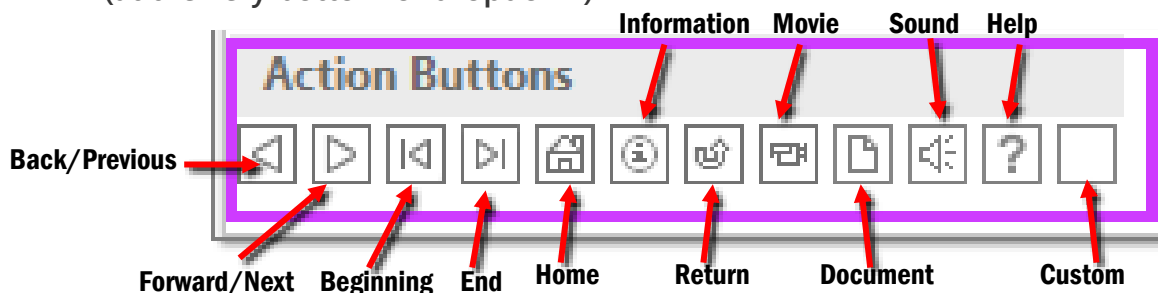 Information Movie Sound Help
Action Buttons
Back/Previous
Forward/Next Beginning End Home Return Document Custom